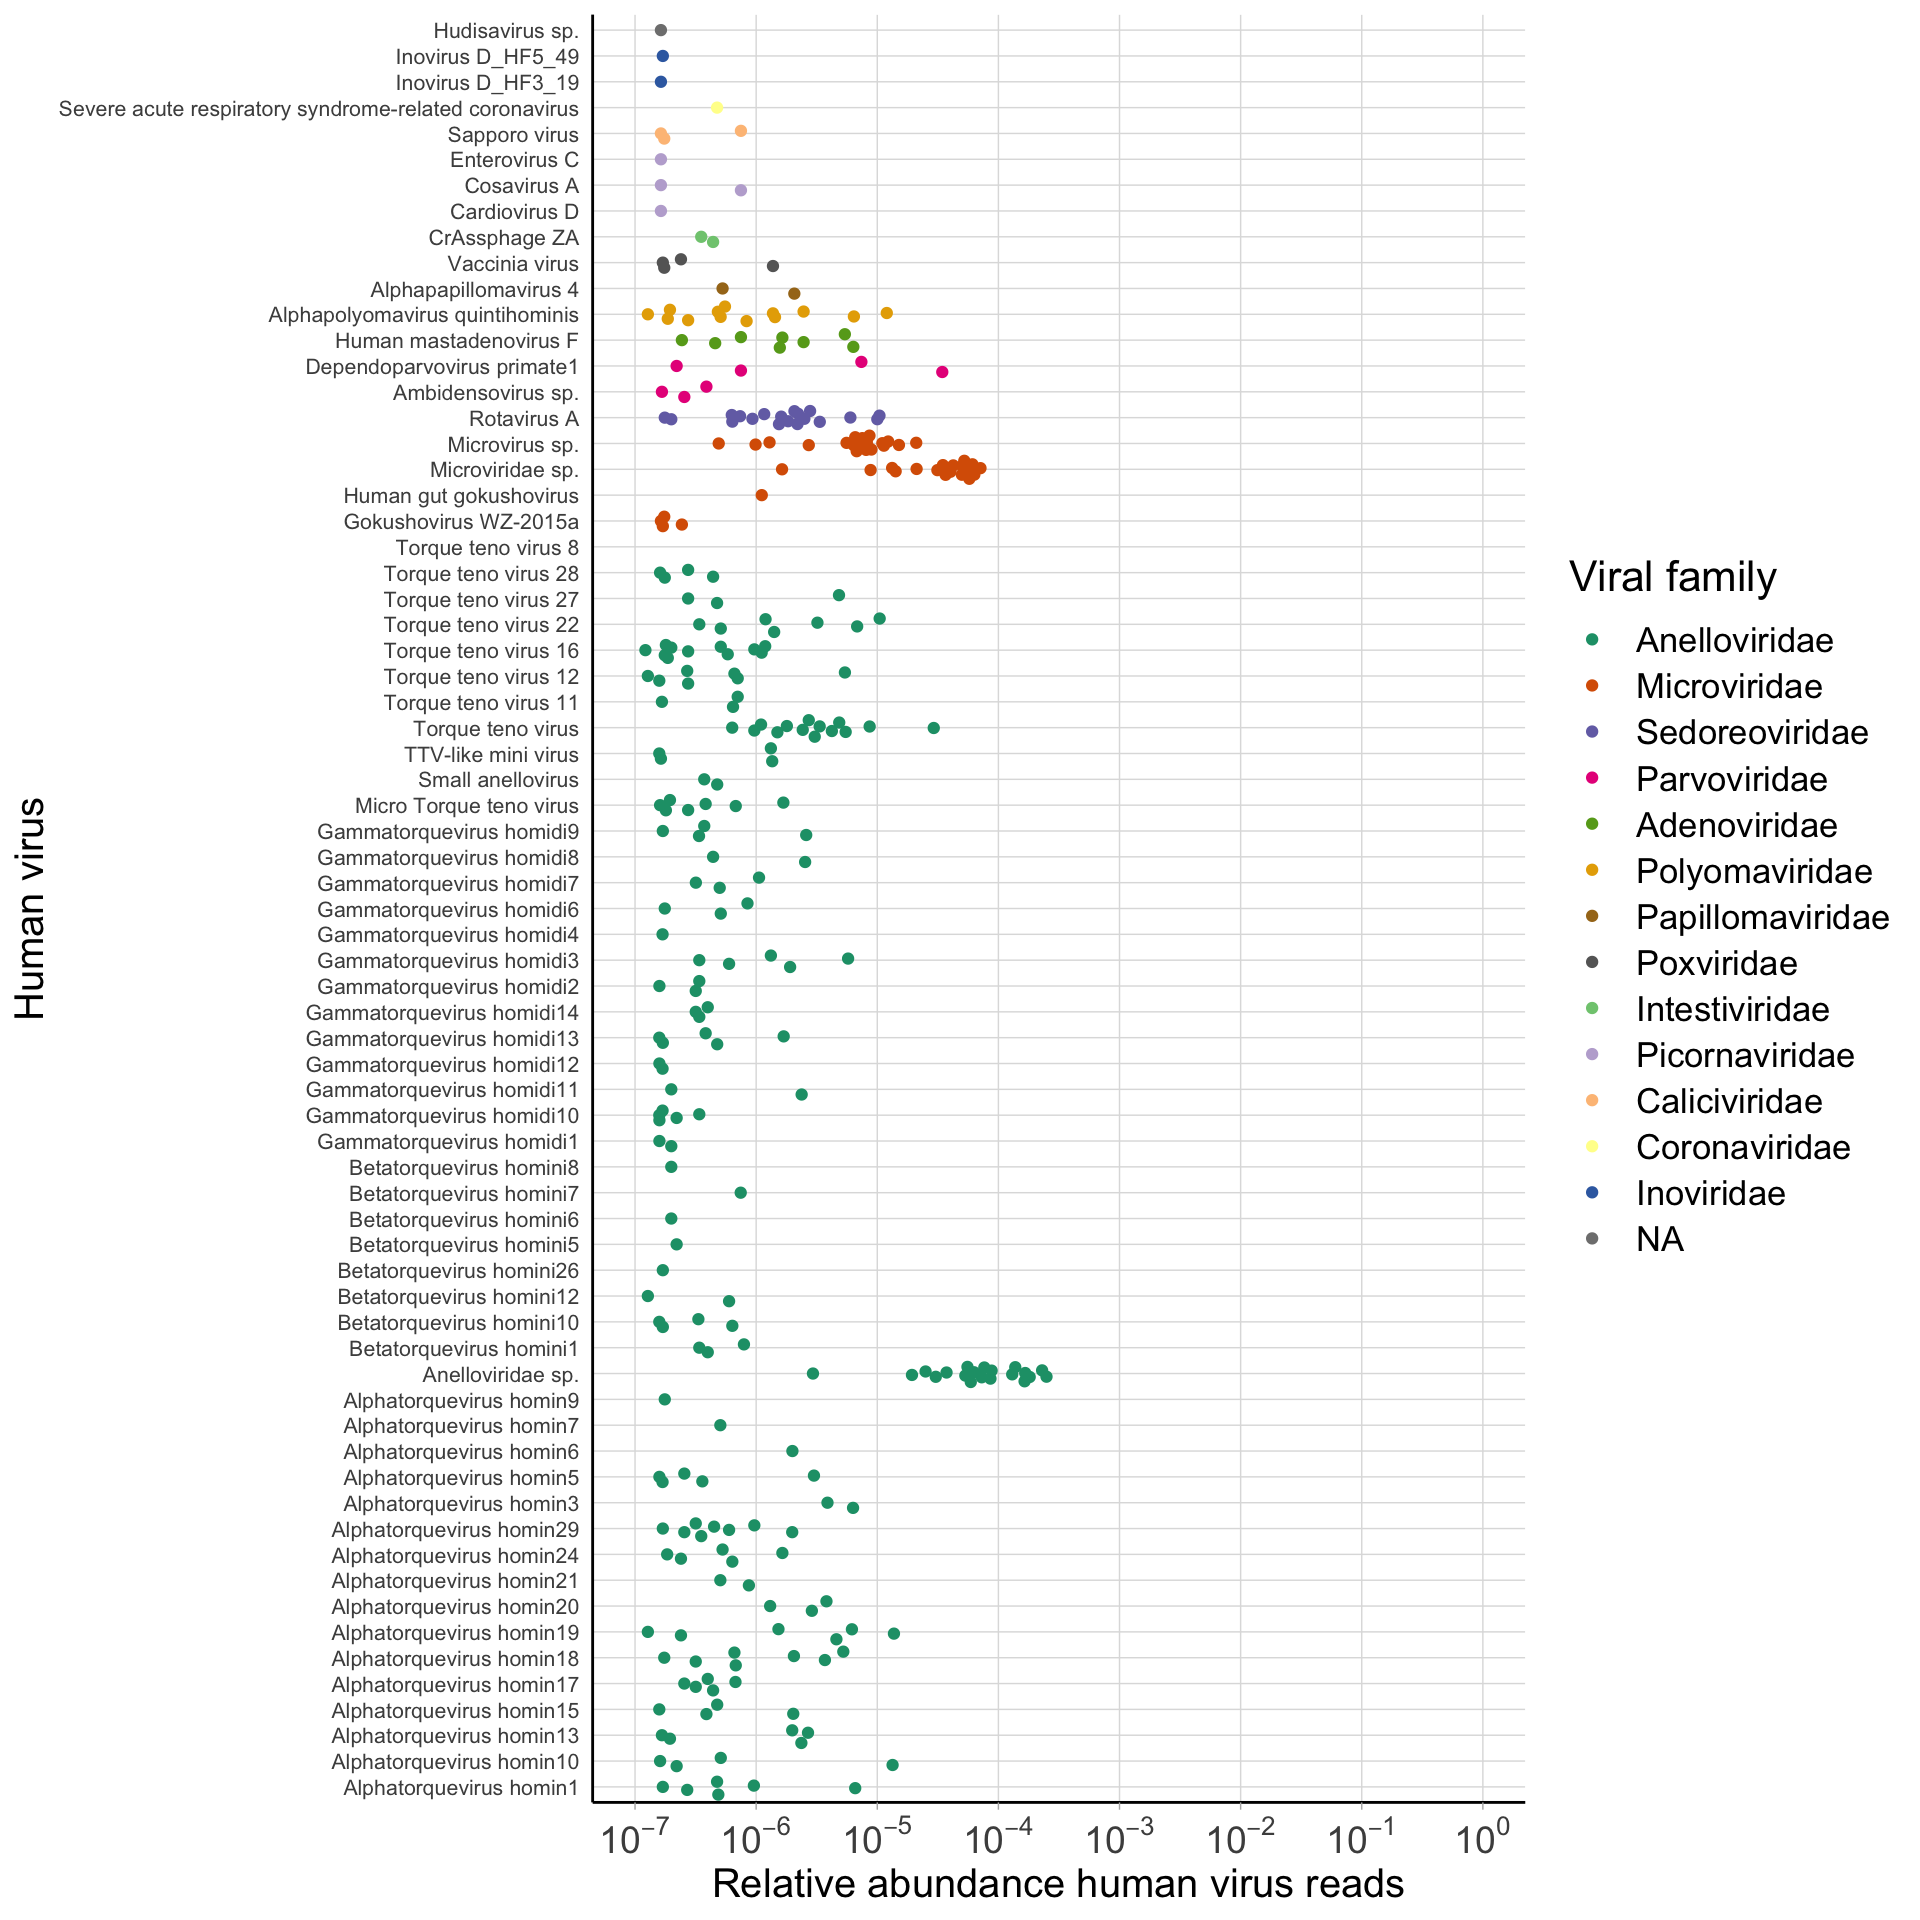 Hudisavirus sp.
Inovirus D_HF5_49
Inovirus D_HF3_19
Severe acute respiratory syndrome-related coronavirus
Sapporo virus
Enterovirus C
Cosavirus A
Cardiovirus D
CrAssphage ZA
Vaccinia virus
Alphapapillomavirus 4
Alphapolyomavirus quintihominis
Human mastadenovirus F
Dependoparvovirus primate1
Ambidensovirus sp.
Rotavirus A
Microvirus sp.
Microviridae sp.
Human gut gokushovirus
Gokushovirus WZ-2015a
Torque teno virus 8
Torque teno virus 28
Torque teno virus 27
Torque teno virus 22
Torque teno virus 16
Torque teno virus 12
Torque teno virus 11
Torque teno virus
TTV-like mini virus
Small anellovirus
Micro Torque teno virus
Gammatorquevirus homidi9
Gammatorquevirus homidi8
Gammatorquevirus homidi7
Gammatorquevirus homidi6
Gammatorquevirus homidi4
Gammatorquevirus homidi3
Gammatorquevirus homidi2
Gammatorquevirus homidi14
Gammatorquevirus homidi13
Gammatorquevirus homidi12
Gammatorquevirus homidi11
Gammatorquevirus homidi10
Gammatorquevirus homidi1
Betatorquevirus homini8
Betatorquevirus homini7
Betatorquevirus homini6
Betatorquevirus homini5
Betatorquevirus homini26
Betatorquevirus homini12
Betatorquevirus homini10
Betatorquevirus homini1
Anelloviridae sp.
Alphatorquevirus homin9
Alphatorquevirus homin7
Alphatorquevirus homin6
Alphatorquevirus homin5
Alphatorquevirus homin3
Alphatorquevirus homin29
Alphatorquevirus homin24
Alphatorquevirus homin21
Alphatorquevirus homin20
Alphatorquevirus homin19
Alphatorquevirus homin18
Alphatorquevirus homin17
Alphatorquevirus homin15
Alphatorquevirus homin13
Alphatorquevirus homin10
Alphatorquevirus homin1
Human virus
10⁻⁷ 10⁻⁶ 10⁻⁵ 10⁻⁴ 10⁻³ 10⁻² 10⁻¹ 10⁰
Relative abundance human virus reads
Viral family
Anelloviridae
Microviridae
Sedoreoviridae
Parvoviridae
Adenoviridae
Polyomaviridae
Papillomaviridae
Poxviridae
Intestiviridae
Picornaviridae
Caliciviridae
Coronaviridae
Inoviridae
NA